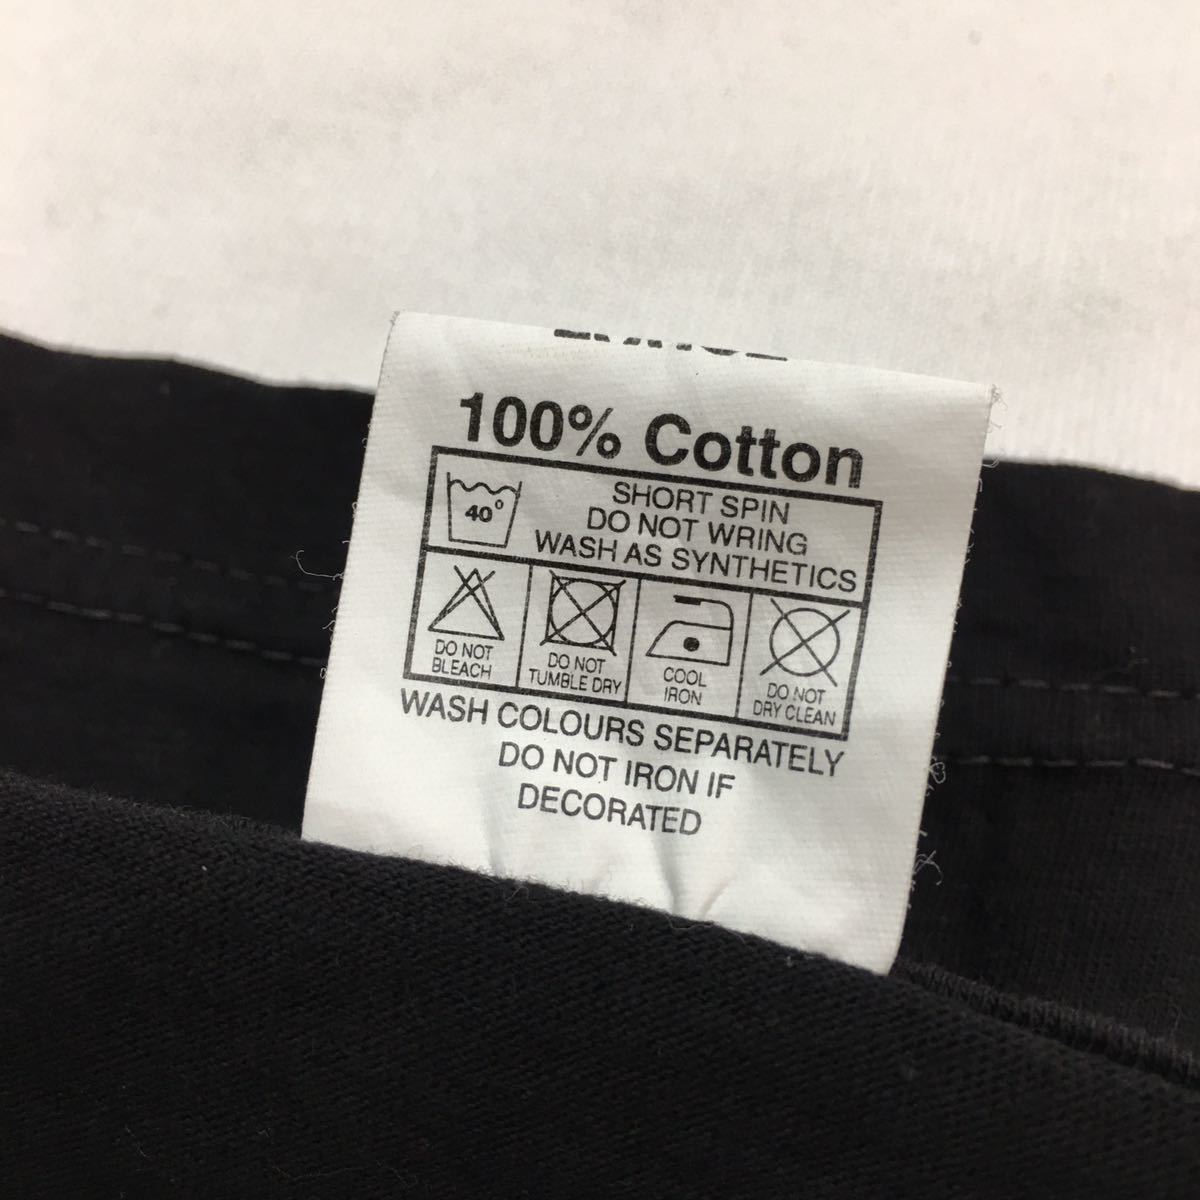 100% Cotton
40°
SHORT SPIN
DO NOT WRING
WASH AS SYNTHETICS
DO NOT
BLEACH
DO NOT
TUMBLE DRY
COOL
IRON
DO NOT
DRY CLEAN
WASH COLOURS SEPARATELY
DO NOT IRON IF
DECORATED